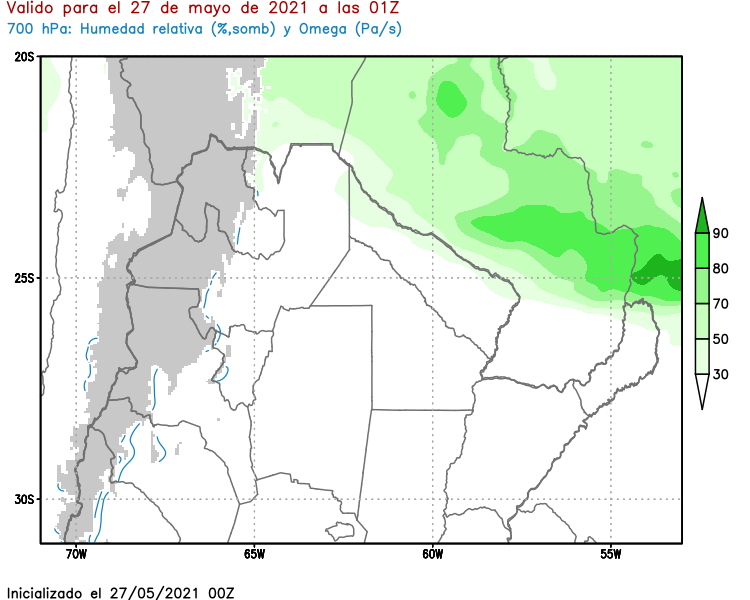 Valido para el 27 de mayo de 2021 a las 01Z
700 hPa: Humedad relativa (%,somb) y Omega (Pa/s)
20S
25S
30S
70W 65W 60W 55W
90
80
70
50
30
Inicializado el 27/05/2021 00Z